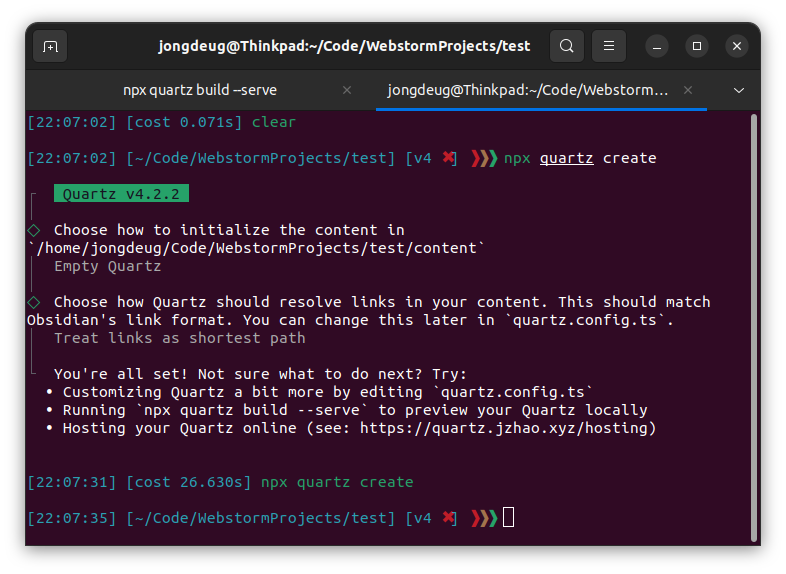 jongdeug@Thinkpad:~/Code/WebstormProjects/test
npx quartz build --serve
jongdeug@Thinkpad:~/Code/Webstorm…
[22:07:02] [cost 0.071s] clear
[22:07:02] [~/Code/WebstormProjects/test] [v4 ✖] ❱❱❱ npx quartz create
Quartz v4.2.2
◇ Choose how to initialize the content in
`/home/jongdeug/Code/WebstormProjects/test/content`
Empty Quartz
◇ Choose how Quartz should resolve links in your content. This should match
Obsidian's link format. You can change this later in `quartz.config.ts`.
Treat links as shortest path
You're all set! Not sure what to do next? Try:
• Customizing Quartz a bit more by editing `quartz.config.ts`
• Running `npx quartz build --serve` to preview your Quartz locally
• Hosting your Quartz online (see: https://quartz.jzhao.xyz/hosting)
[22:07:31] [cost 26.630s] npx quartz create
[22:07:35] [~/Code/WebstormProjects/test] [v4 ✖] ❱❱❱